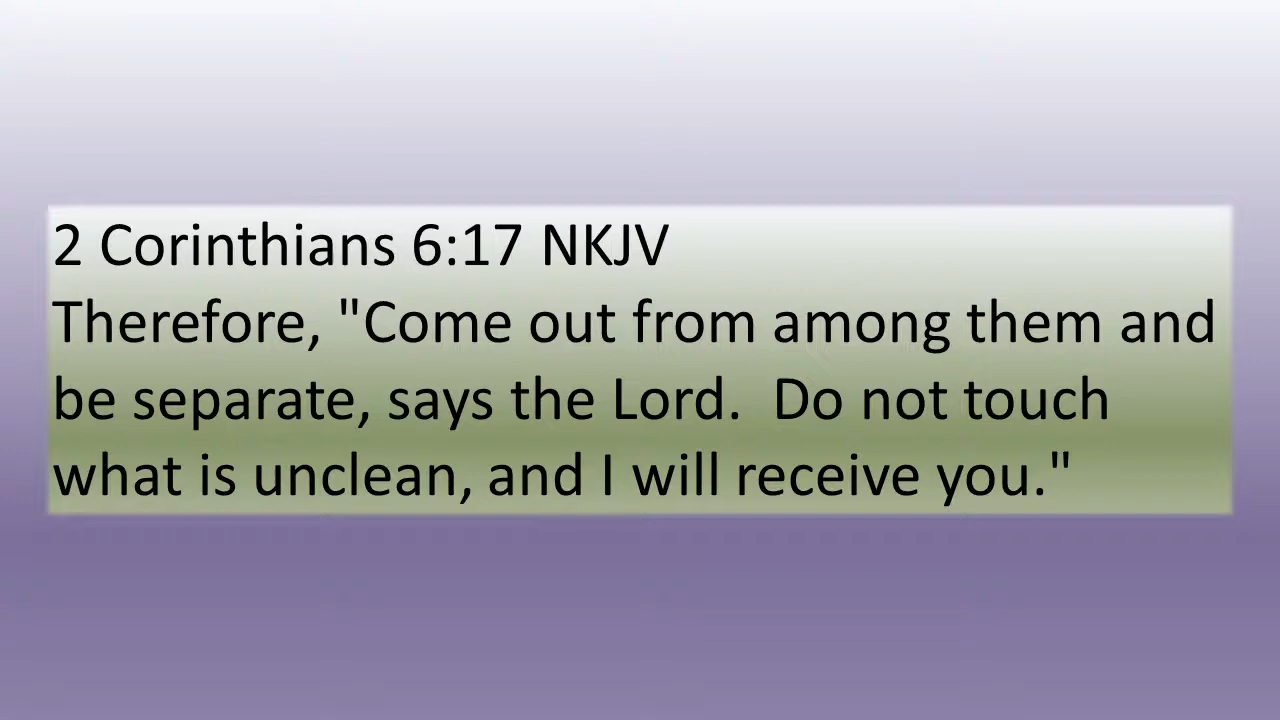 2 Corinthians 6:17 NKJV
Therefore, "Come out from among them and
be separate, says the Lord.  Do not touch
what is unclean, and I will receive you."